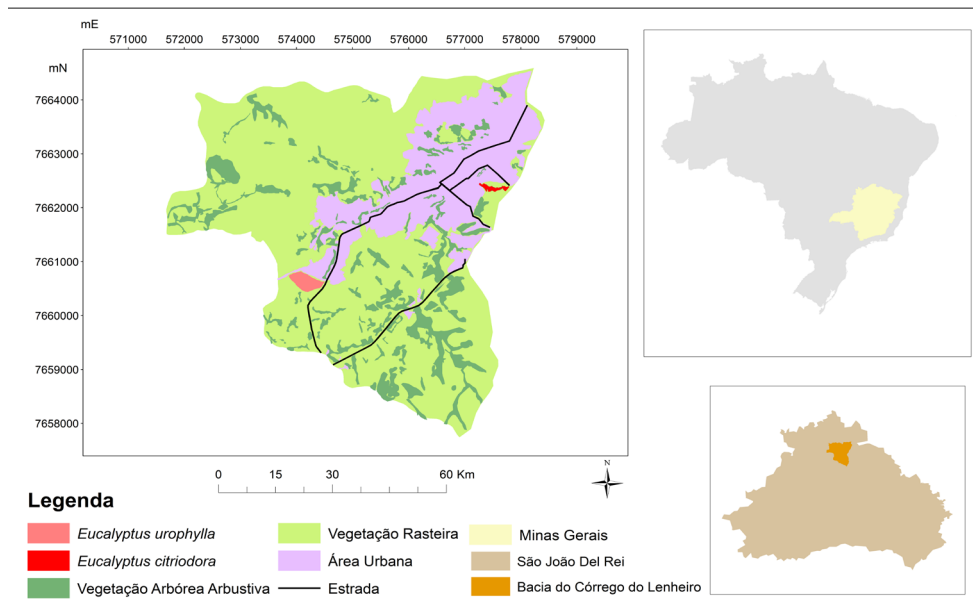 mE
571000 572000 573000 574000 575000 576000 577000 578000 579000
mN
7664000
7663000
7662000
7661000
7660000
7659000
7658000
0 15 30 60 Km
N
Legenda
Eucalyptus urophylla
Eucalyptus citriodora
Vegetação Arbórea Arbustiva
Vegetação Rasteira
Área Urbana
Estrada
Minas Gerais
São João Del Rei
Bacia do Córrego do Lenheiro